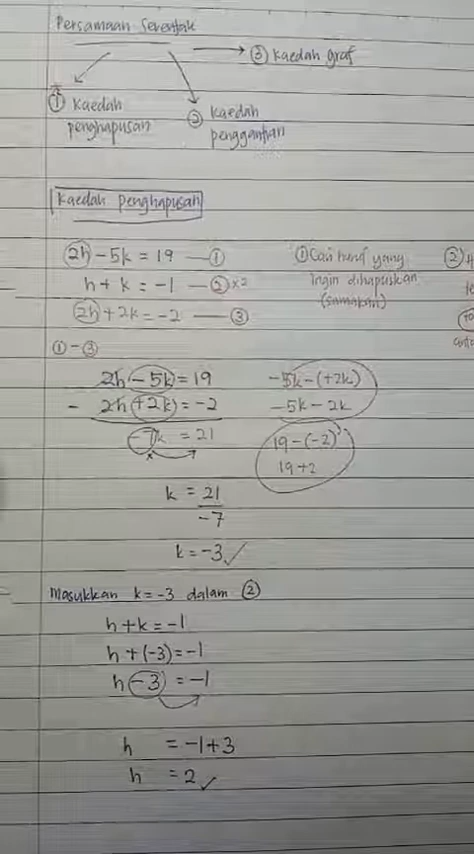 Persamaan Serentak
③ Kaedah graf
① Kaedah penghapusan
② Kaedah penggantian
Kaedah penghapusan
2h - 5k = 19 — ①
h + k = -1 — ② x2
2h + 2k = -2 — ③
① Cari huruf yang
ingin dihapuskan
(samakan)
②
① - ③
2h - 5k = 19
- 2h + 2k = -2
-7k = 21
-5k - (+2k)
-5k - 2k
19 - (-2)
19 + 2
k = 21
-7
k = -3 ✓
Masukkan k = -3 dalam ②
h + k = -1
h + (-3) = -1
h - 3 = -1
h = -1 + 3
h = 2 ✓